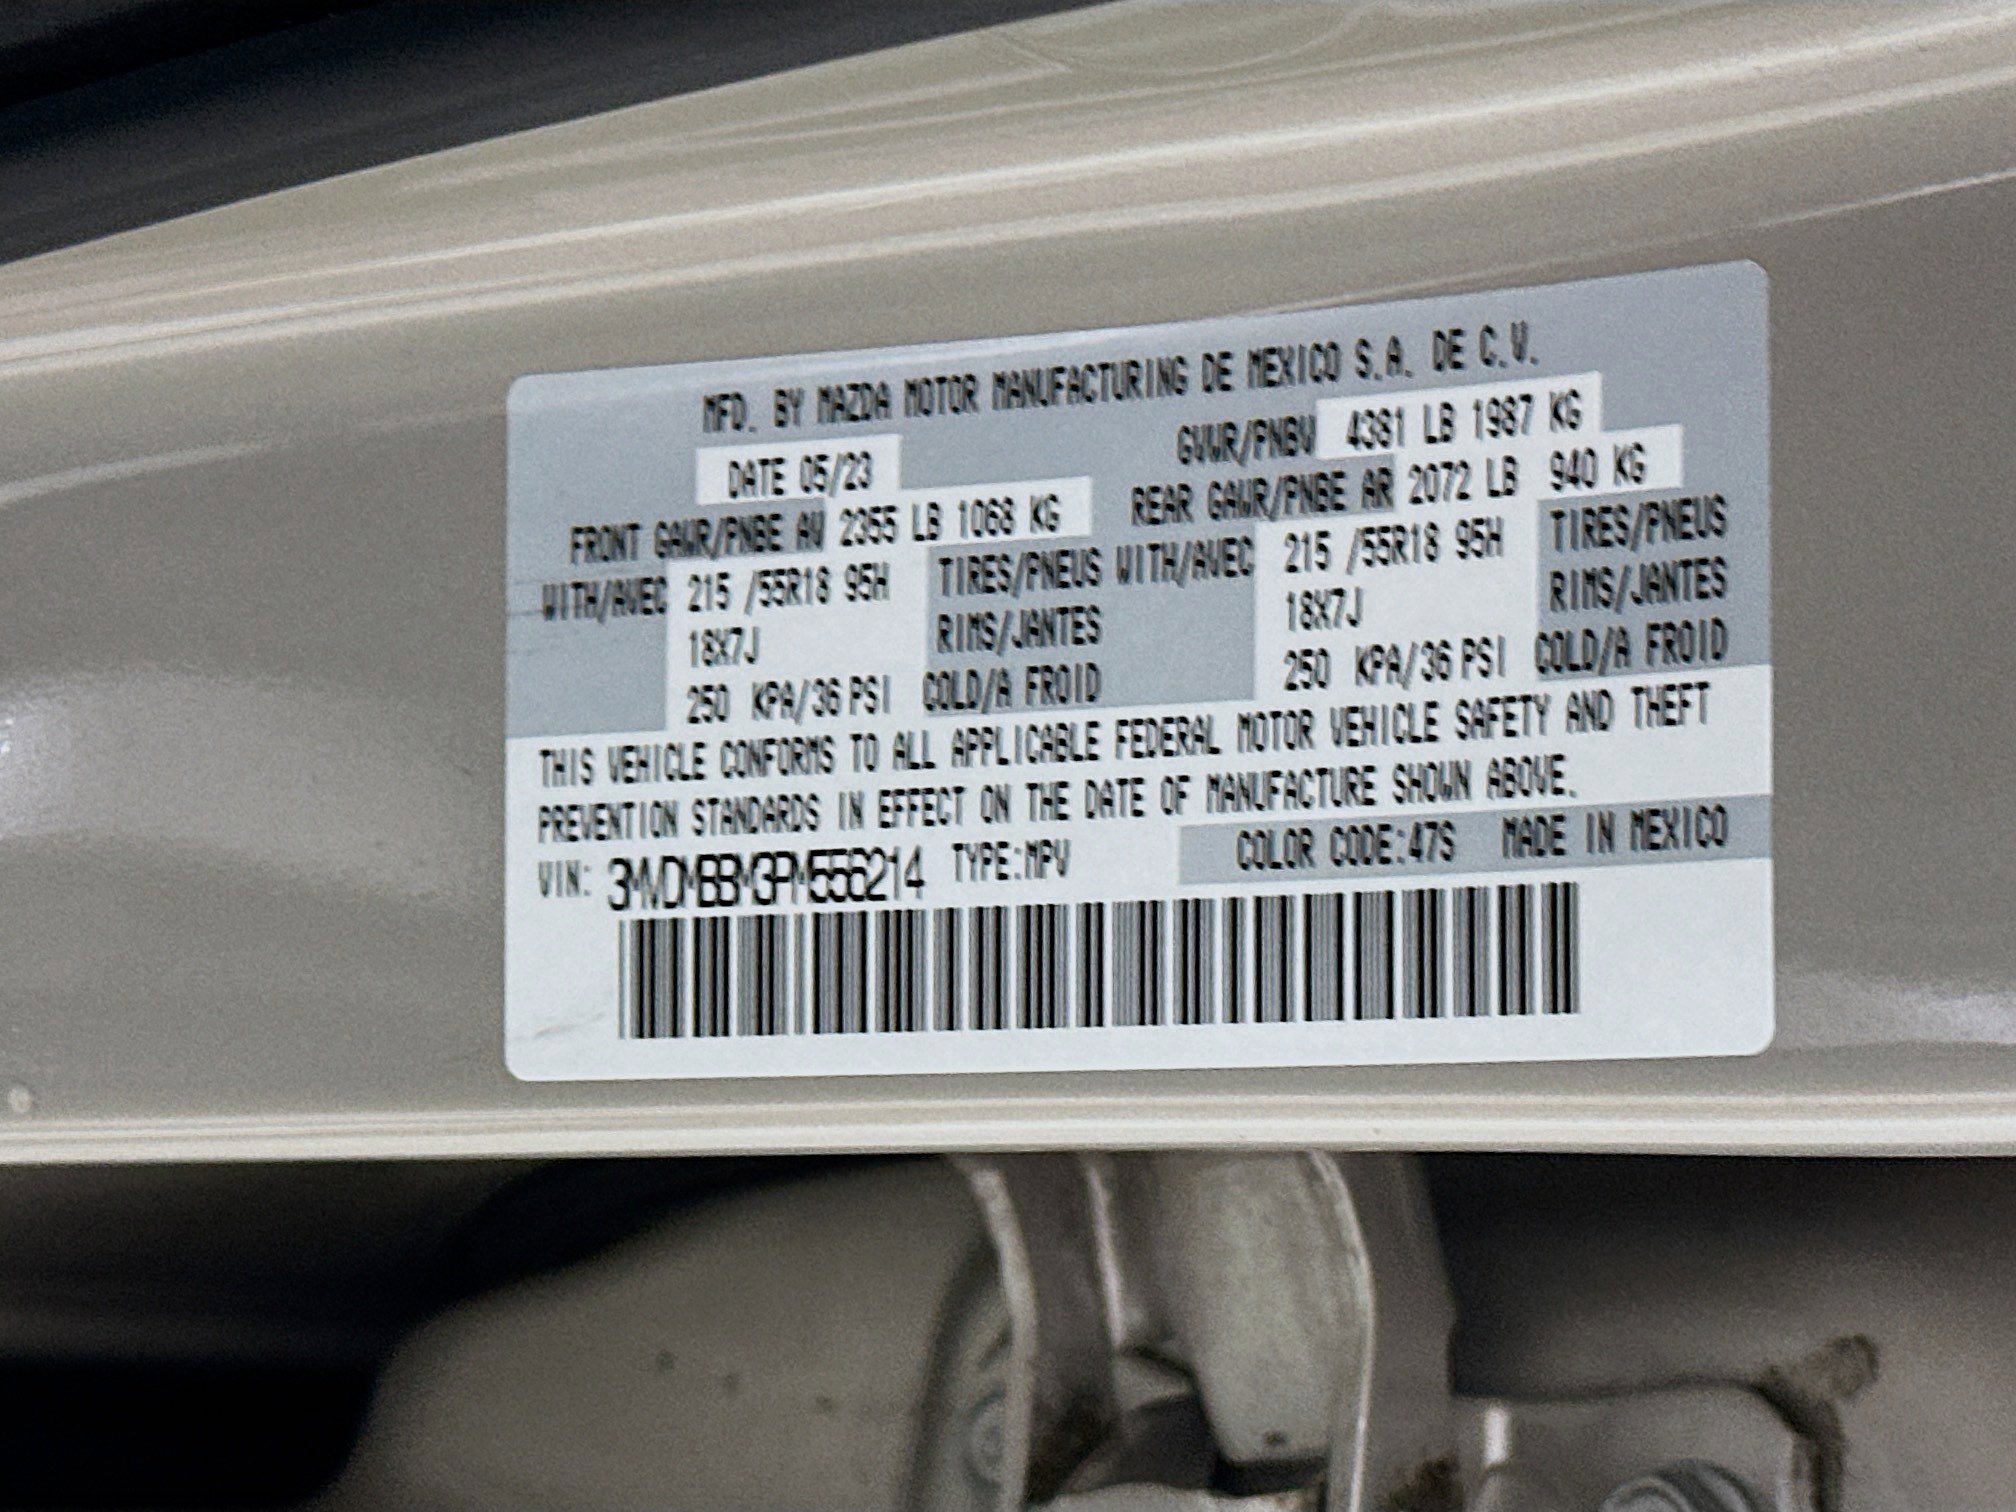 MFD. BY MAZDA MOTOR MANUFACTURING DE MEXICO S.A. DE C.V.
DATE 05/23 GVWR/PNBV 4381 LB 1987 KG
FRONT GAWR/PNBE AV 2355 LB 1068 KG REAR GAWR/PNBE AR 2072 LB 940 KG
WITH/AVEC 215 /55R18 95H TIRES/PNEUS WITH/AVEC 215 /55R18 95H TIRES/PNEUS
18X7J RIMS/JANTES 18X7J RIMS/JANTES
250 KPA/36 PSI COLD/A FROID 250 KPA/36 PSI COLD/A FROID
THIS VEHICLE CONFORMS TO ALL APPLICABLE FEDERAL MOTOR VEHICLE SAFETY AND THEFT
PREVENTION STANDARDS IN EFFECT ON THE DATE OF MANUFACTURE SHOWN ABOVE.
VIN: 3MVDMBBM3PM556214 TYPE:MPV COLOR CODE:47S MADE IN MEXICO